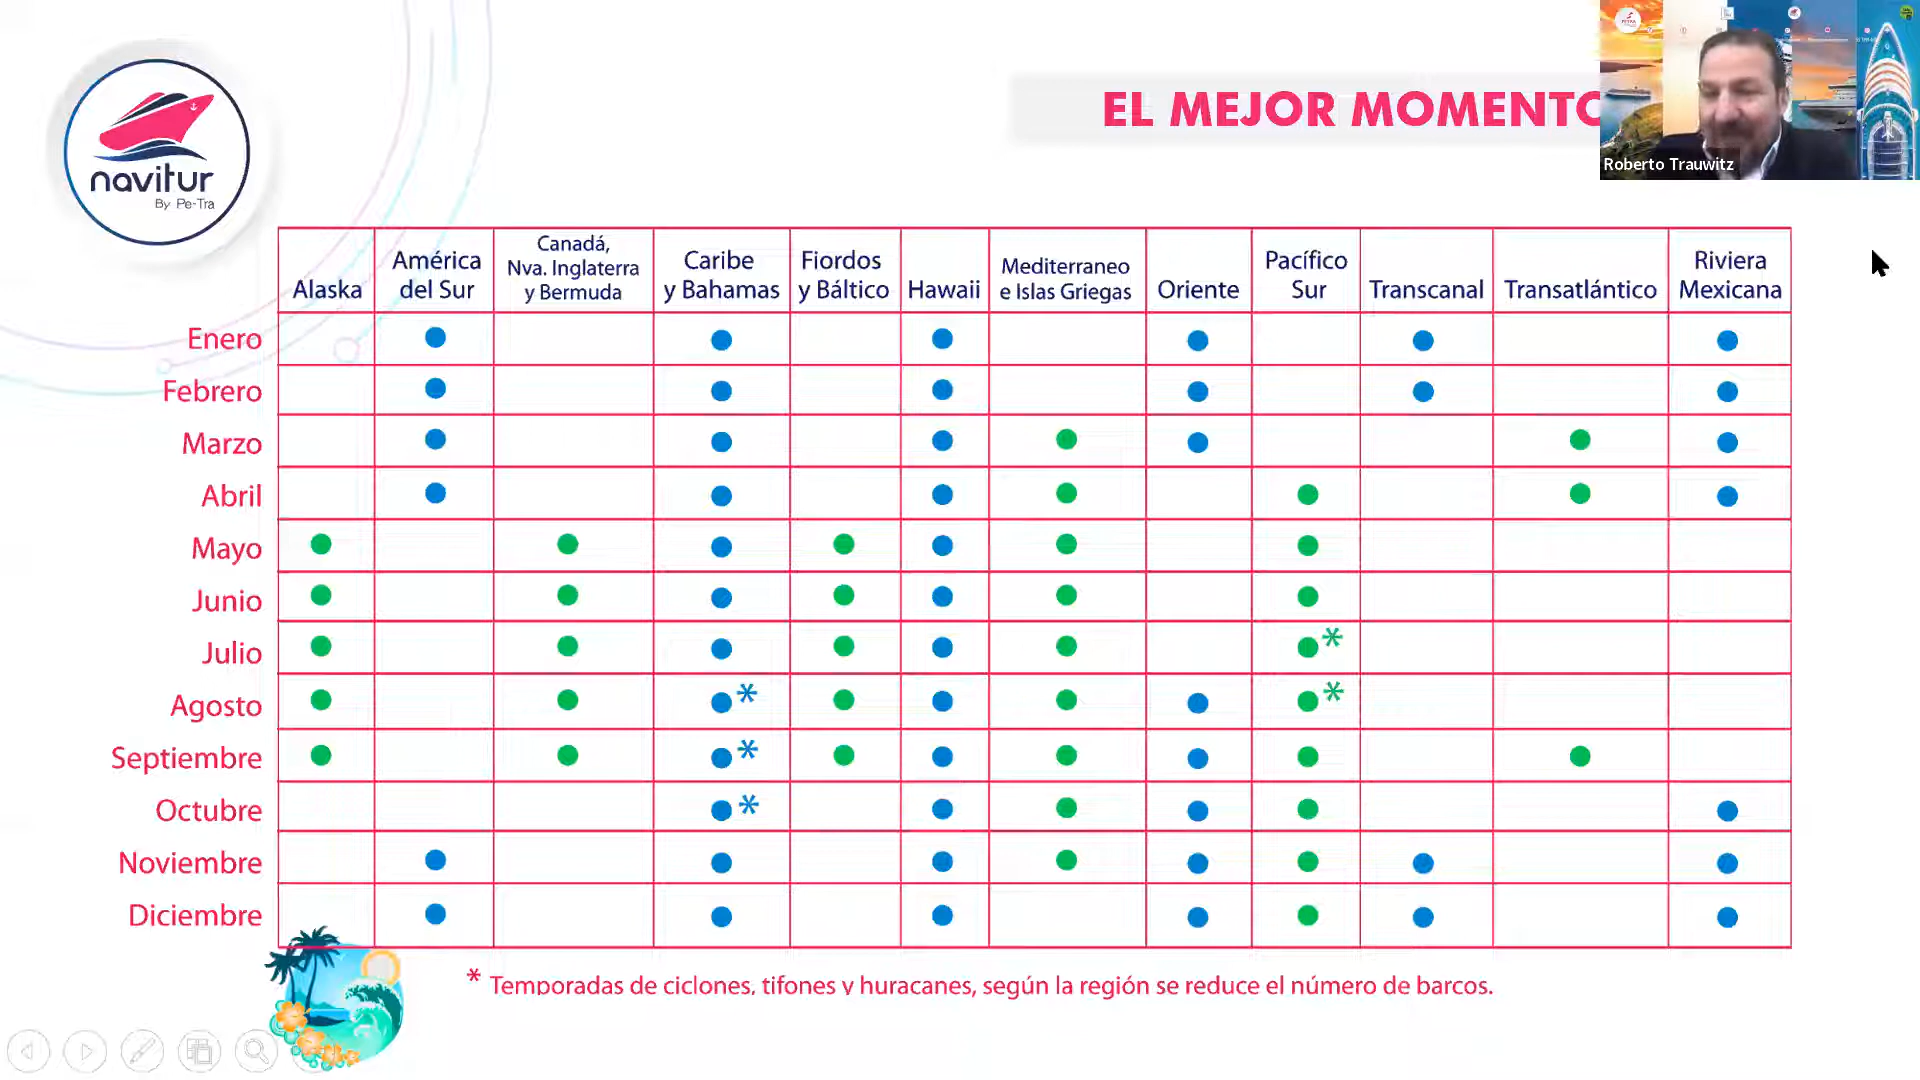 navitur
By Pe-Tra
EL MEJOR MOMENTO
Roberto Trauwitz
Alaska
América
del Sur
Canadá,
Nva. Inglaterra
y Bermuda
Caribe
y Bahamas
Fiordos
y Báltico
Hawaii
Mediterraneo
e Islas Griegas
Oriente
Pacífico
Sur
Transcanal
Transatlántico
Riviera
Mexicana
Enero
Febrero
Marzo
Abril
Mayo
Junio
Julio
*
Agosto
*
*
Septiembre
*
Octubre
*
Noviembre
Diciembre
* Temporadas de ciclones, tifones y huracanes, según la región se reduce el número de barcos.